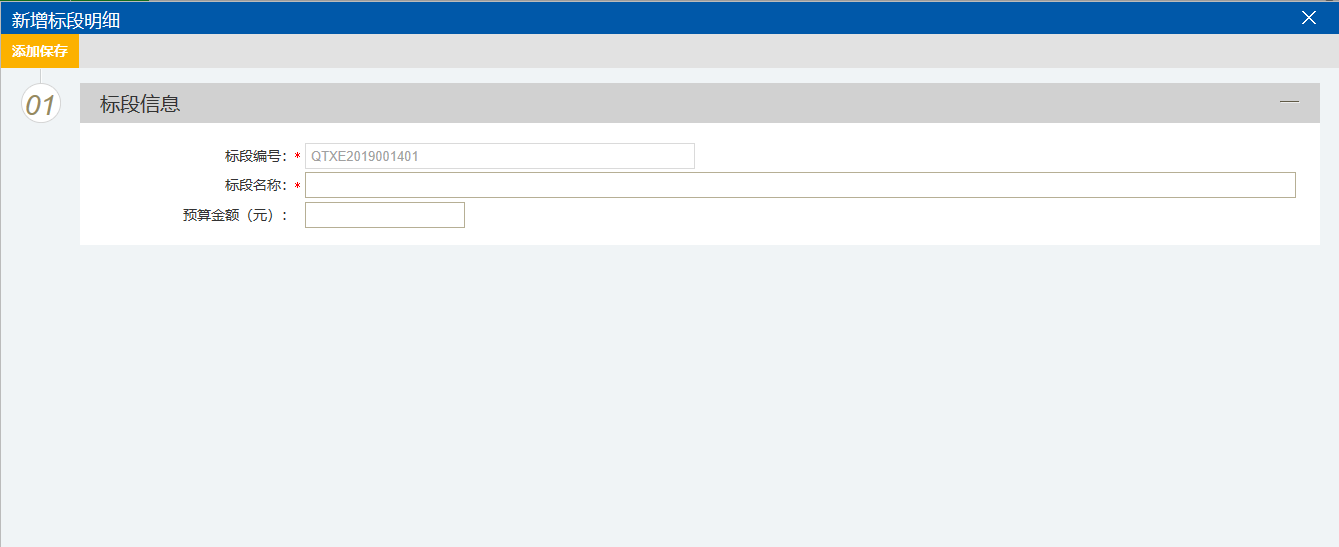 新增标段明细
添加保存
01 标段信息
标段编号：* QTXE2019001401
标段名称：*
预算金额（元）：